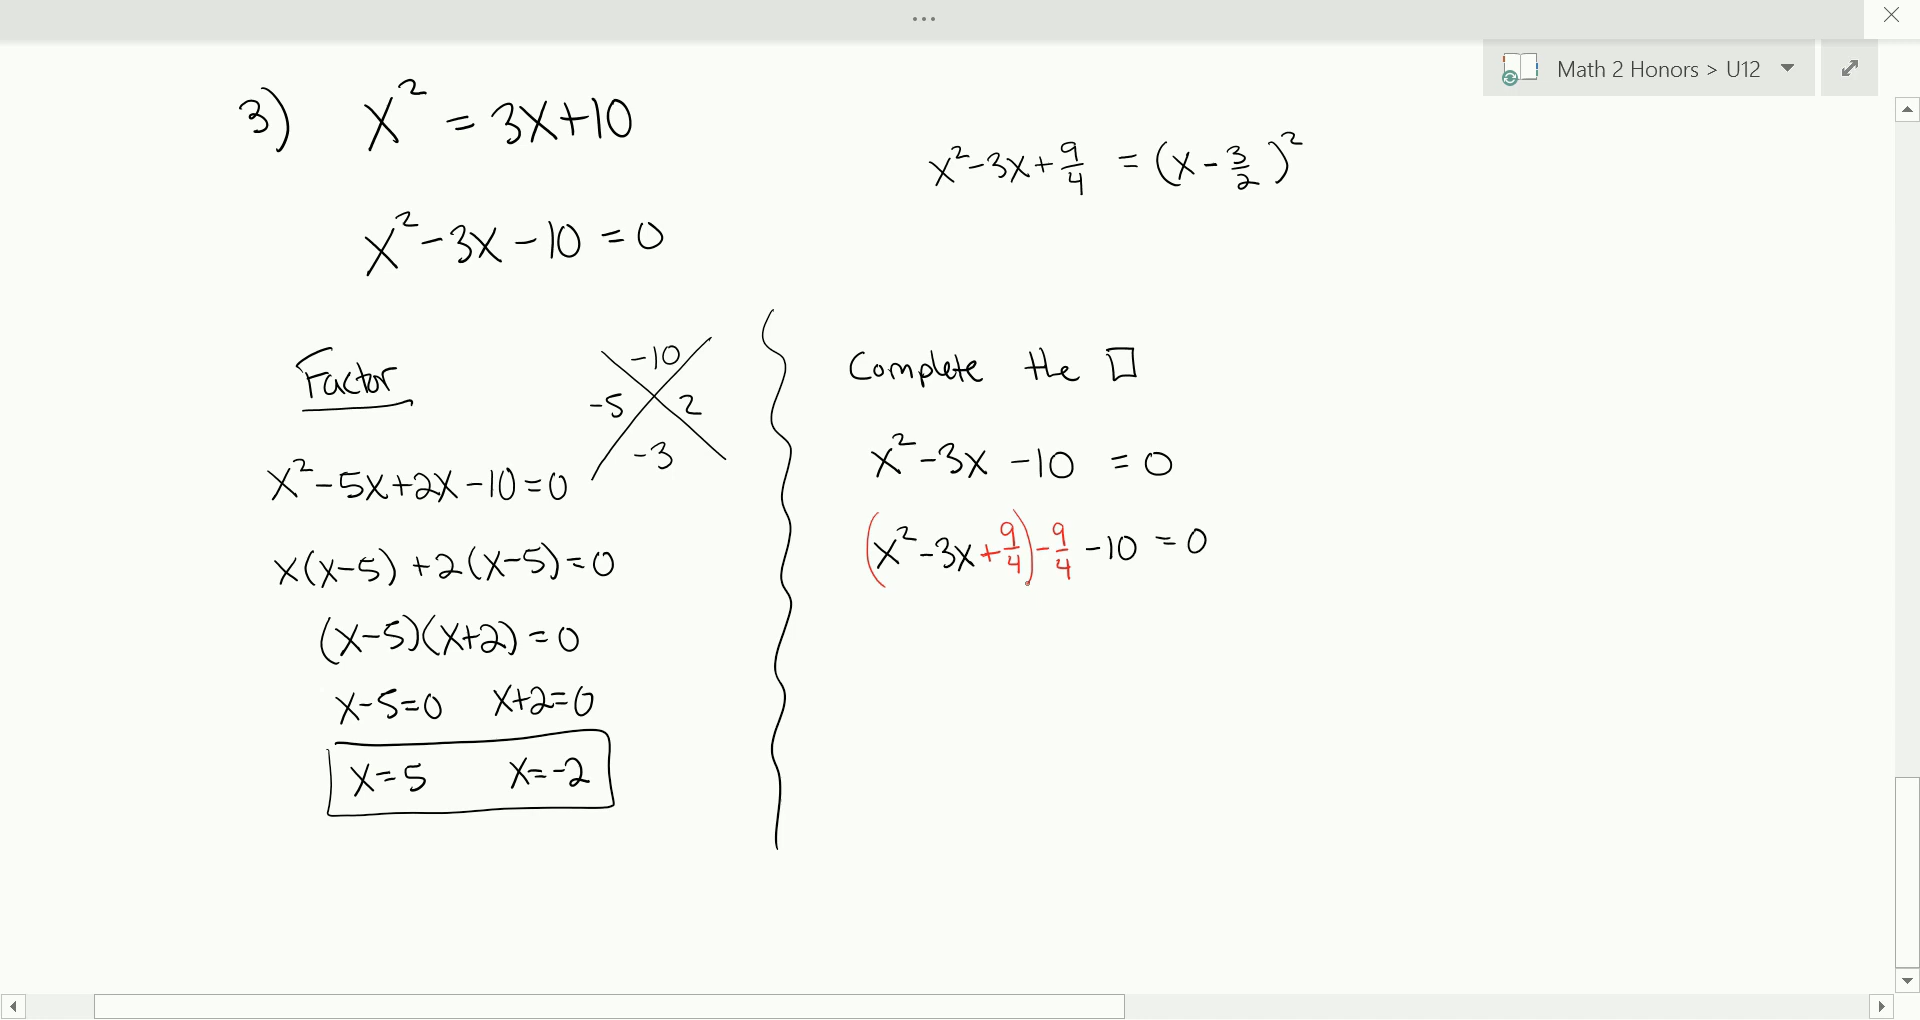 ...
Math 2 Honors > U12
3) x² = 3x+10
x²-3x+9/4 = (x-3/2)²
x²-3x-10=0
Factor
-10
-5 2
-3
x²-5x+2x-10=0
x(x-5)+2(x-5)=0
(x-5)(x+2)=0
x-5=0 x+2=0
x=5 x=-2
Complete the □
x²-3x-10=0
(x²-3x+9/4)-9/4-10=0